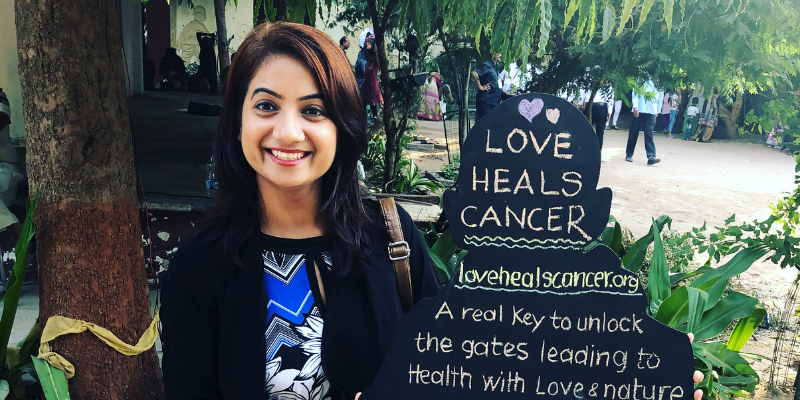 LOVE
HEALS
CANCER
lovehealscancer.org
A real Key to unlock
the gates leading to
Health with Love & nature